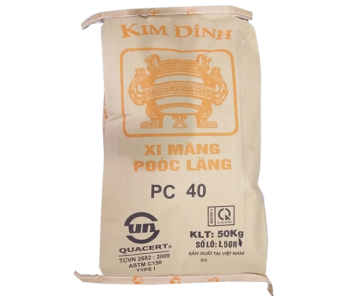 KIM ĐỈNH
XI MĂNG
POÓC LĂNG
PC 40
QUACERT®
TCVN 2682 : 2009
ASTM C150
TYPE I
KLT: 50Kg
SỐ LÔ: L50R
SẢN XUẤT TẠI VIỆT NAM